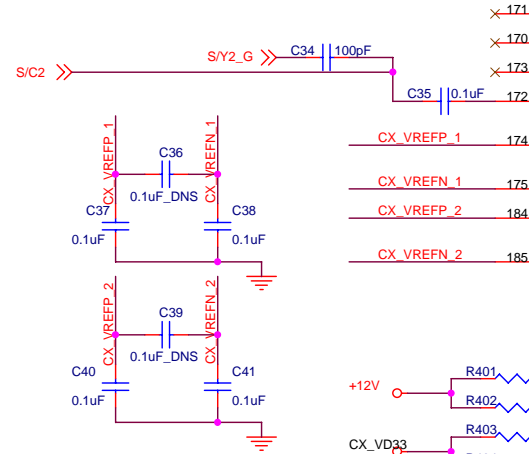 171
170
S/Y2_G
C34
100pF
S/C2
173
C35
0.1uF
172
CX_VREFP_1
CX_VREFN_1
CX_VREFP_1
174
C36
0.1uF_DNS
CX_VREFN_1
175
C37
C38
CX_VREFP_2
184
0.1uF
0.1uF
CX_VREFN_2
185
CX_VREFP_2
CX_VREFN_2
C39
0.1uF_DNS
C40
C41
R401
+12V
0.1uF
0.1uF
R402
R403
CX_VD33